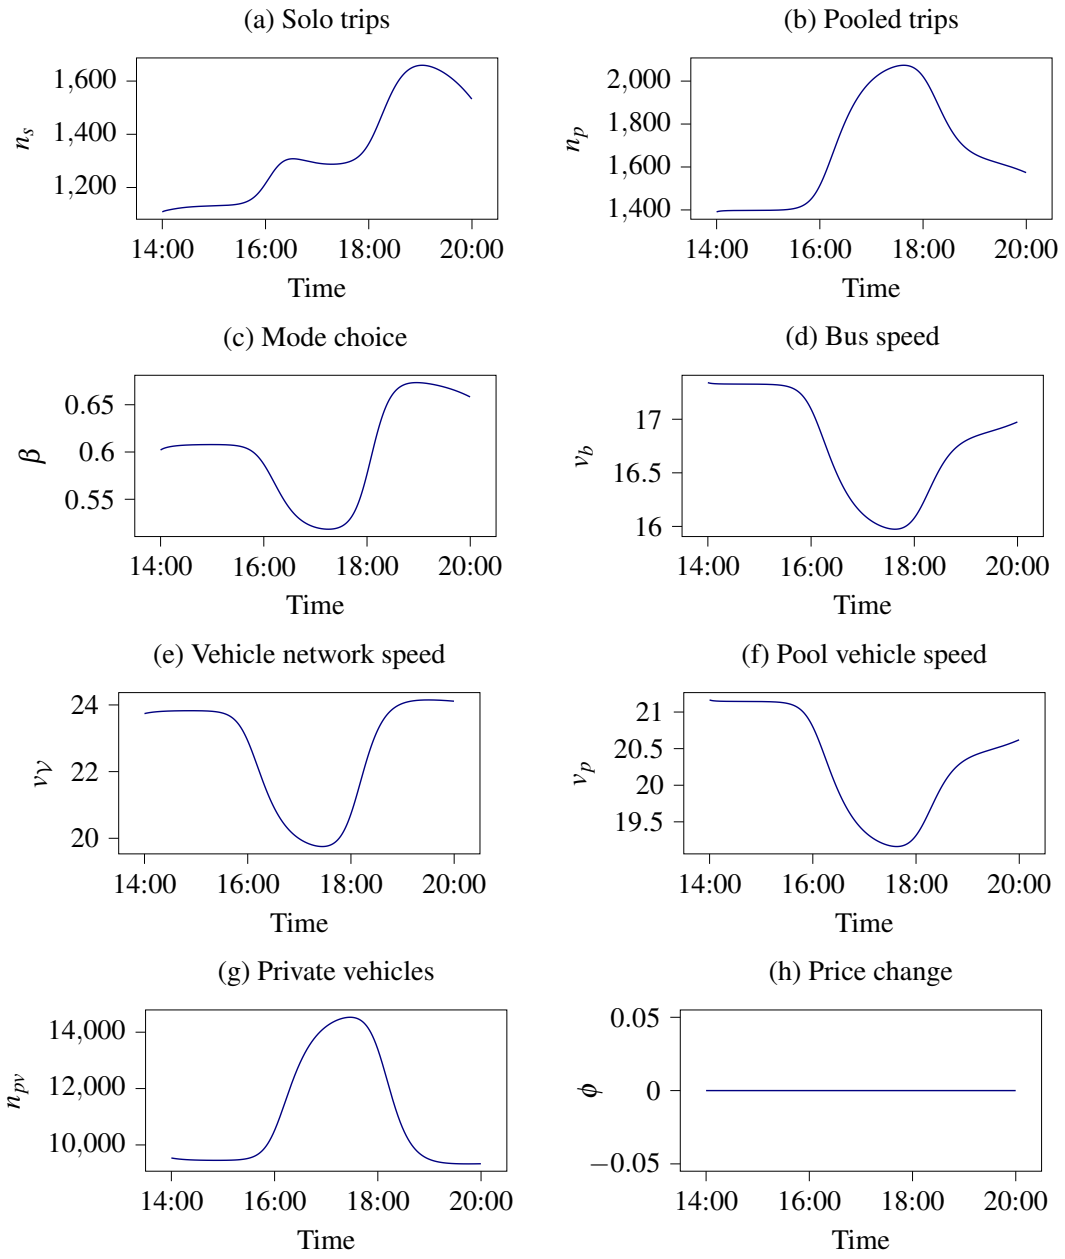 (a) Solo trips
1,600
1,400
1,200
n_s
14:00 16:00 18:00 20:00
Time
(b) Pooled trips
2,000
1,800
1,600
1,400
n_p
14:00 16:00 18:00 20:00
Time
(c) Mode choice
0.65
0.6
0.55
β
14:00 16:00 18:00 20:00
Time
(d) Bus speed
17
16.5
16
v_b
14:00 16:00 18:00 20:00
Time
(e) Vehicle network speed
24
22
20
v_𝒱
14:00 16:00 18:00 20:00
Time
(f) Pool vehicle speed
21
20.5
20
19.5
v_p
14:00 16:00 18:00 20:00
Time
(g) Private vehicles
14,000
12,000
10,000
n_pv
14:00 16:00 18:00 20:00
Time
(h) Price change
0.05
0
−0.05
ϕ
14:00 16:00 18:00 20:00
Time